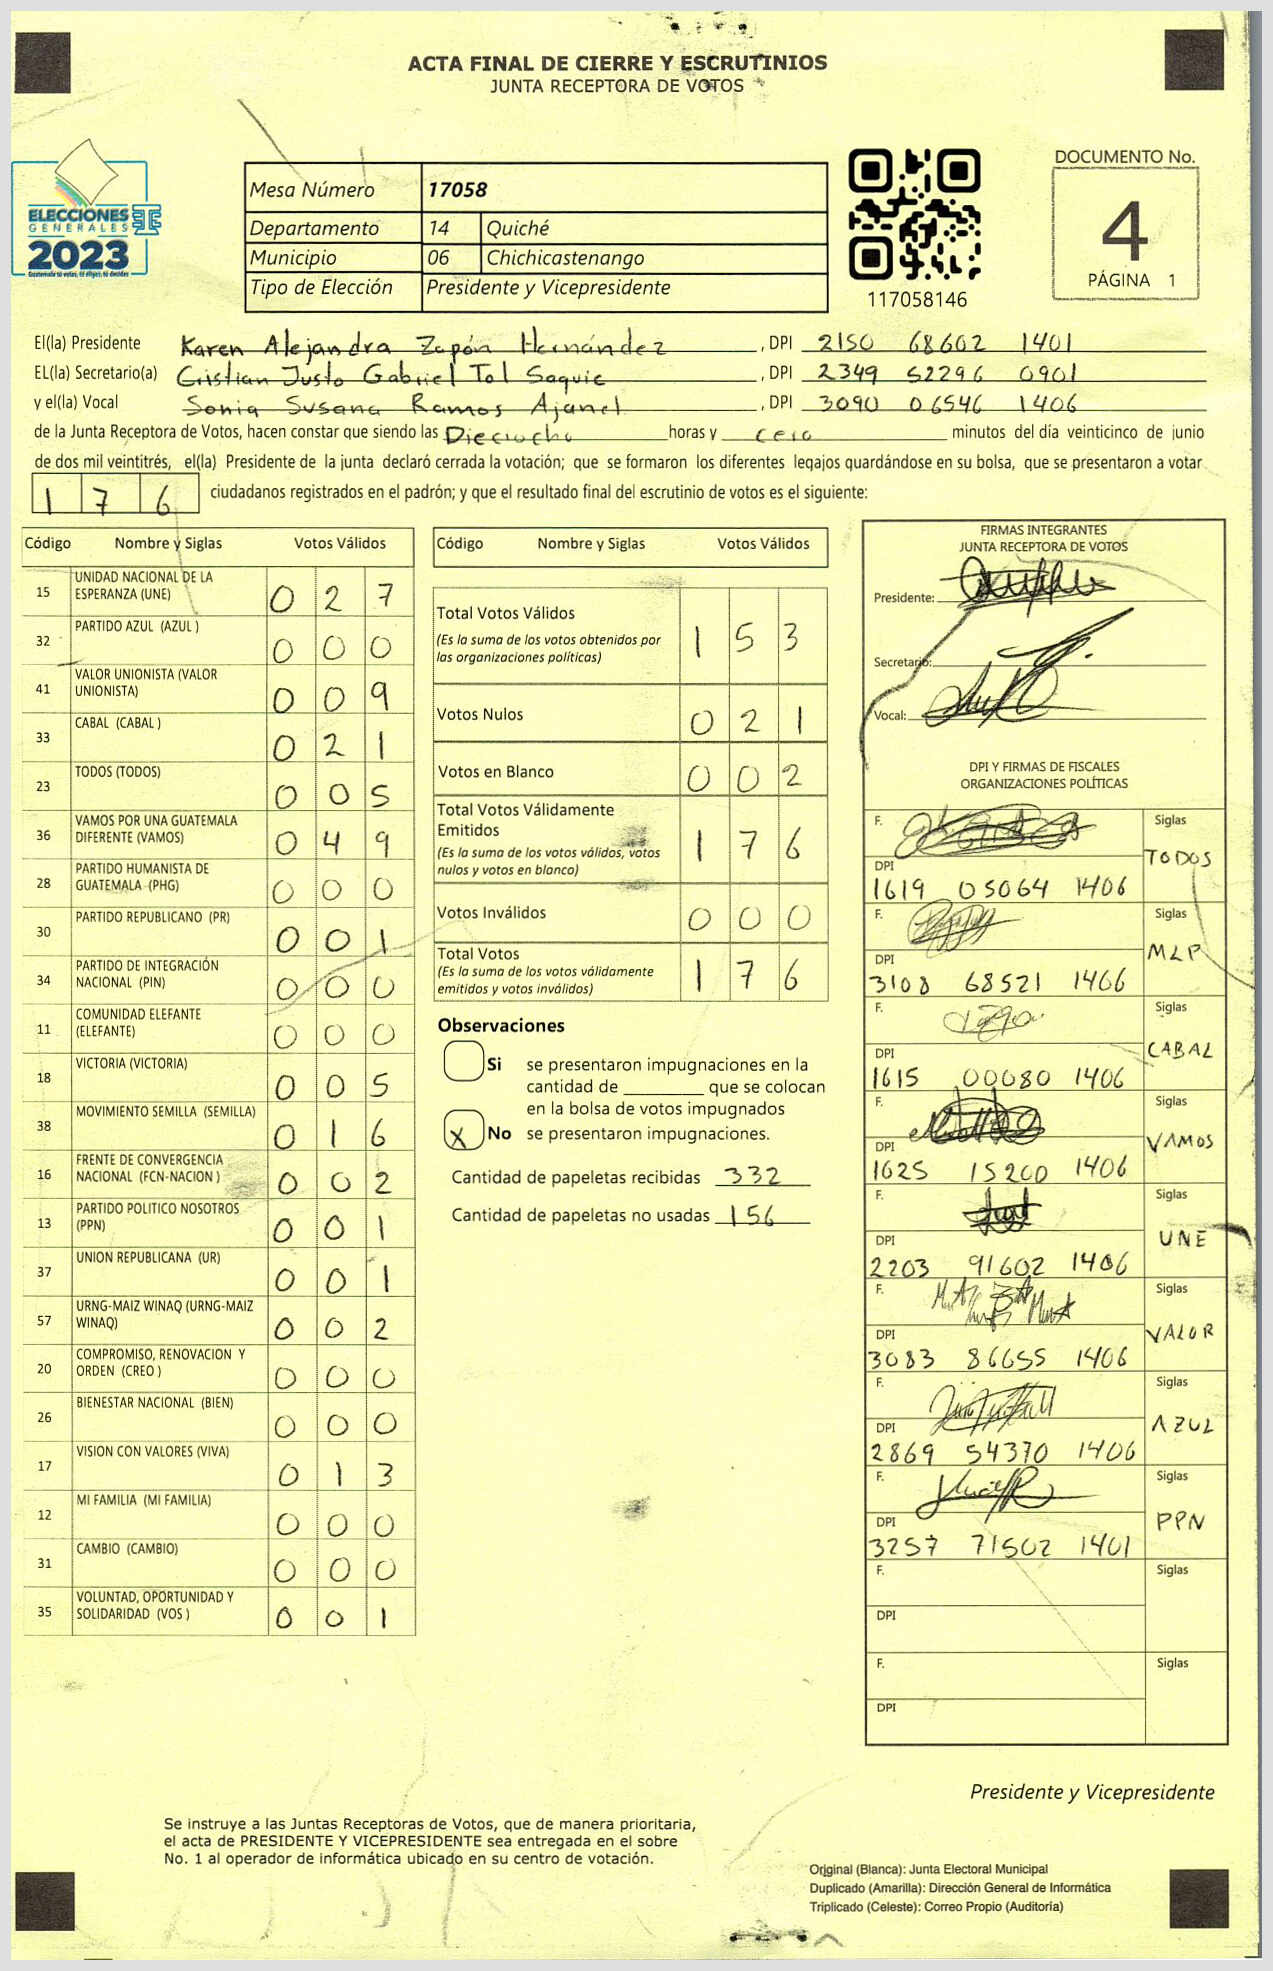 ACTA FINAL DE CIERRE Y ESCRUTINIOS
JUNTA RECEPTORA DE VOTOS
ELECCIONES
GENERALES
2023
Guatemala tú votas, tú eliges, tú decides
Mesa Número 17058
Departamento 14 Quiché
Municipio 06 Chichicastenango
Tipo de Elección Presidente y Vicepresidente
117058146
DOCUMENTO No.
4
PÁGINA 1
El(la) Presidente Karen Alejandra Zapón Hernández , DPI 2150 68602 1401
EL(la) Secretario(a) Cristian Justo Gabriel Tol Saquic , DPI 2349 52296 0901
y el(la) Vocal Sonia Susana Ramos Ajanel , DPI 3090 06546 1406
de la Junta Receptora de Votos, hacen constar que siendo las Dieciocho horas y cero minutos del día veinticinco de junio
de dos mil veintitrés, el(la) Presidente de la junta declaró cerrada la votación; que se formaron los diferentes legajos guardándose en su bolsa, que se presentaron a votar
176 ciudadanos registrados en el padrón; y que el resultado final del escrutinio de votos es el siguiente:
Código Nombre y Siglas Votos Válidos
15 UNIDAD NACIONAL DE LA ESPERANZA (UNE) 0 2 7
32 PARTIDO AZUL (AZUL ) 0 0 0
41 VALOR UNIONISTA (VALOR UNIONISTA) 0 0 9
33 CABAL (CABAL ) 0 2 1
23 TODOS (TODOS) 0 0 5
36 VAMOS POR UNA GUATEMALA DIFERENTE (VAMOS) 0 4 9
28 PARTIDO HUMANISTA DE GUATEMALA (PHG) 0 0 0
30 PARTIDO REPUBLICANO (PR) 0 0 1
34 PARTIDO DE INTEGRACIÓN NACIONAL (PIN) 0 0 0
11 COMUNIDAD ELEFANTE (ELEFANTE) 0 0 0
18 VICTORIA (VICTORIA) 0 0 5
38 MOVIMIENTO SEMILLA (SEMILLA) 0 1 6
16 FRENTE DE CONVERGENCIA NACIONAL (FCN-NACION ) 0 0 2
13 PARTIDO POLITICO NOSOTROS (PPN) 0 0 1
37 UNION REPUBLICANA (UR) 0 0 1
57 URNG-MAIZ WINAQ (URNG-MAIZ WINAQ) 0 0 2
20 COMPROMISO, RENOVACION Y ORDEN (CREO ) 0 0 0
26 BIENESTAR NACIONAL (BIEN) 0 0 0
17 VISION CON VALORES (VIVA) 0 1 3
12 MI FAMILIA (MI FAMILIA) 0 0 0
31 CAMBIO (CAMBIO) 0 0 0
35 VOLUNTAD, OPORTUNIDAD Y SOLIDARIDAD (VOS ) 0 0 1
Código Nombre y Siglas Votos Válidos
Total Votos Válidos 1 5 3
(Es la suma de los votos obtenidos por
las organizaciones políticas)
Votos Nulos 0 2 1
Votos en Blanco 0 0 2
Total Votos Válidamente
Emitidos 1 7 6
(Es la suma de los votos válidos, votos
nulos y votos en blanco)
Votos Inválidos 0 0 0
Total Votos 1 7 6
(Es la suma de los votos válidamente
emitidos y votos inválidos)
Observaciones
Si se presentaron impugnaciones en la
cantidad de ________ que se colocan
en la bolsa de votos impugnados
X No se presentaron impugnaciones.
Cantidad de papeletas recibidas 332
Cantidad de papeletas no usadas 156
FIRMAS INTEGRANTES
JUNTA RECEPTORA DE VOTOS
Presidente:
Secretario:
Vocal:
DPI Y FIRMAS DE FISCALES
ORGANIZACIONES POLÍTICAS
F. Siglas
TODOS
DPI
1619 05064 1406
F. Siglas
MLP
DPI
3108 68521 1406
F. Siglas
CABAL
DPI
1615 00080 1406
F. Siglas
VAMOS
DPI
1625 15200 1406
F. Siglas
UNE
DPI
2203 91602 1406
F. Siglas
VALOR
DPI
3083 86655 1406
F. Siglas
AZUL
DPI
2869 54370 1406
F. Siglas
PPN
DPI
3257 71502 1401
F. Siglas
DPI
F. Siglas
DPI
Presidente y Vicepresidente
Se instruye a las Juntas Receptoras de Votos, que de manera prioritaria,
el acta de PRESIDENTE Y VICEPRESIDENTE sea entregada en el sobre
No. 1 al operador de informática ubicado en su centro de votación.
Original (Blanca): Junta Electoral Municipal
Duplicado (Amarilla): Dirección General de Informática
Triplicado (Celeste): Correo Propio (Auditoría)